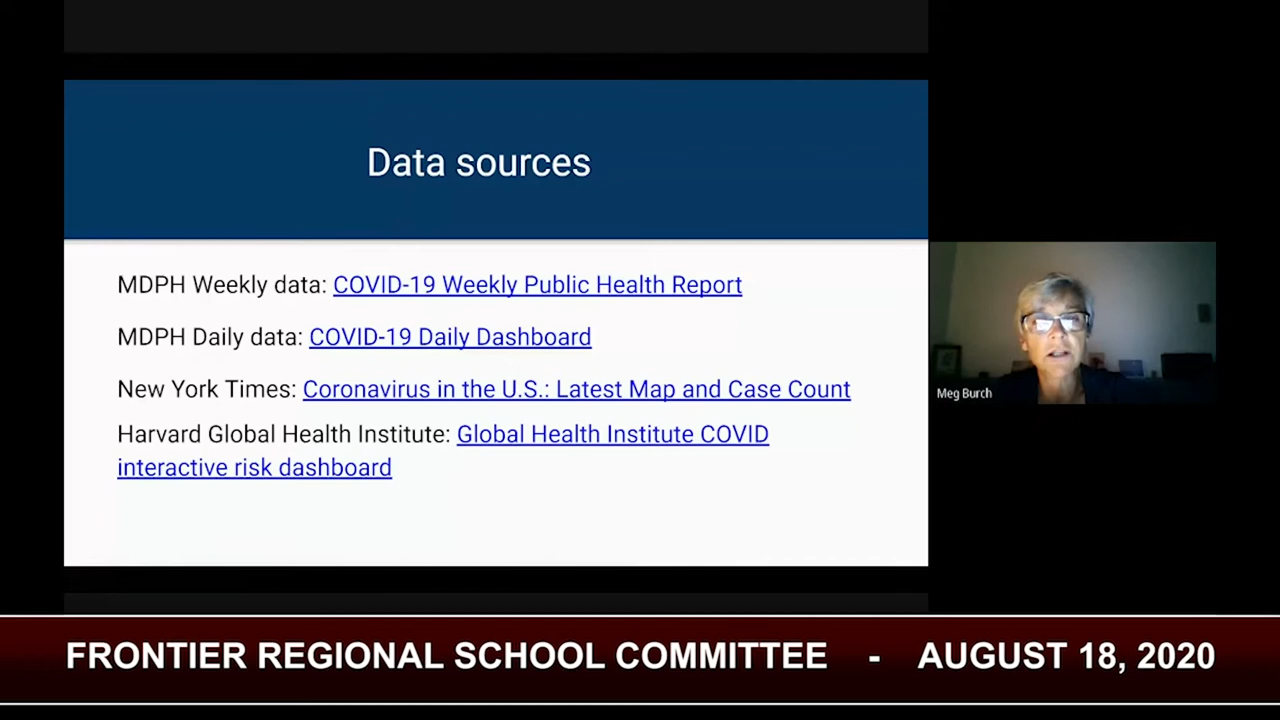 Data sources
MDPH Weekly data: COVID-19 Weekly Public Health Report
MDPH Daily data: COVID-19 Daily Dashboard
New York Times: Coronavirus in the U.S.: Latest Map and Case Count
Harvard Global Health Institute: Global Health Institute COVID
interactive risk dashboard
Meg Burch
FRONTIER REGIONAL SCHOOL COMMITTEE - AUGUST 18, 2020